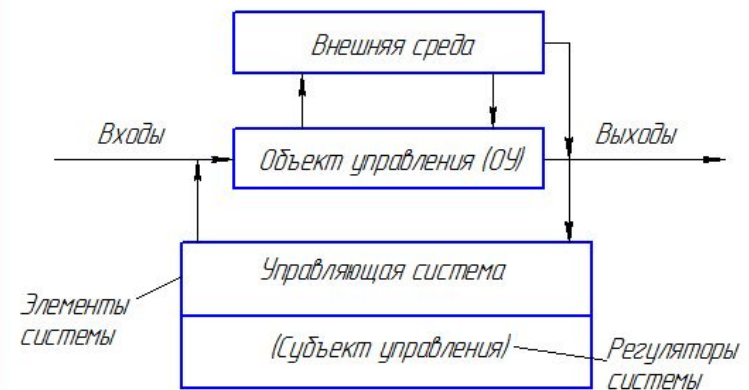 Внешняя среда
Входы
Выходы
Объект управления (ОУ)
Управляющая система
Элементы
системы
(Субъект управления)
Регуляторы
системы